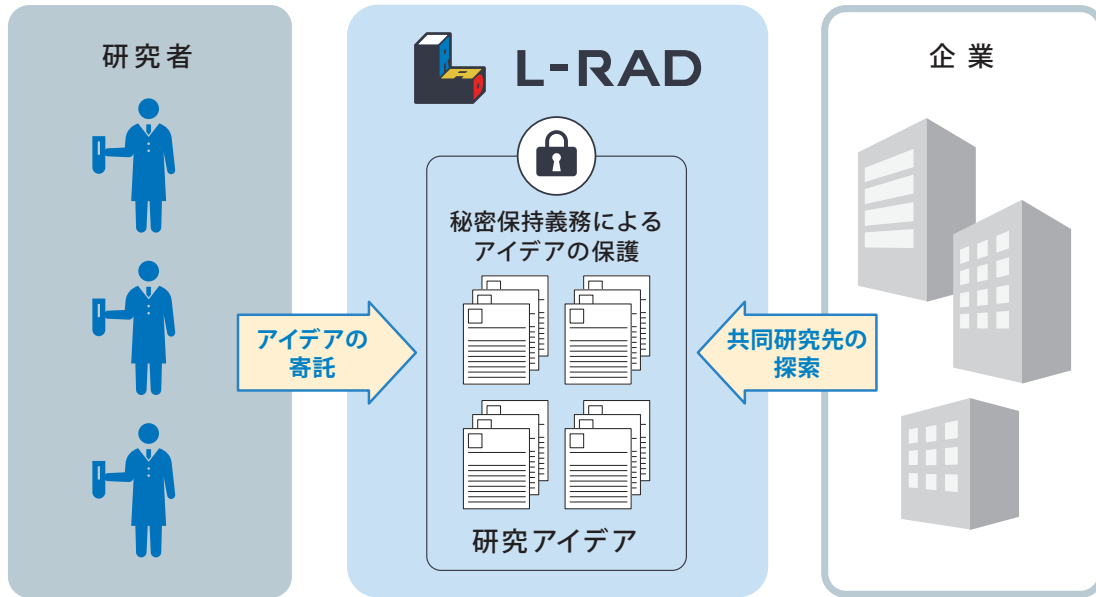 研究者
L-RAD
企業
秘密保持義務による
アイデアの保護
アイデアの
寄託
共同研究先の
探索
研究アイデア